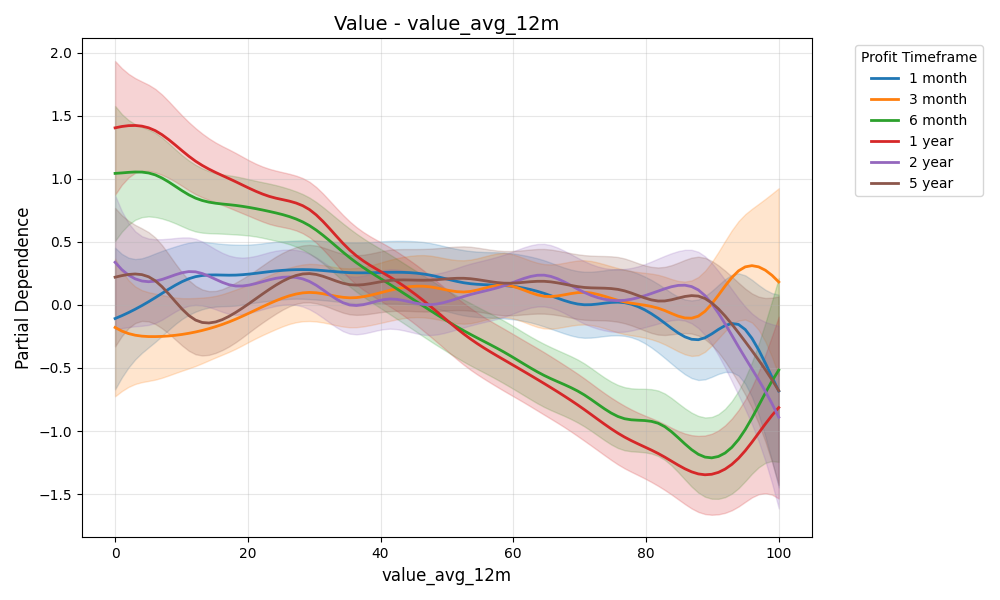 Value - value_avg_12m
Profit Timeframe
1 month
3 month
6 month
1 year
2 year
5 year
Partial Dependence
2.0
1.5
1.0
0.5
0.0
−0.5
−1.0
−1.5
0 20 40 60 80 100
value_avg_12m